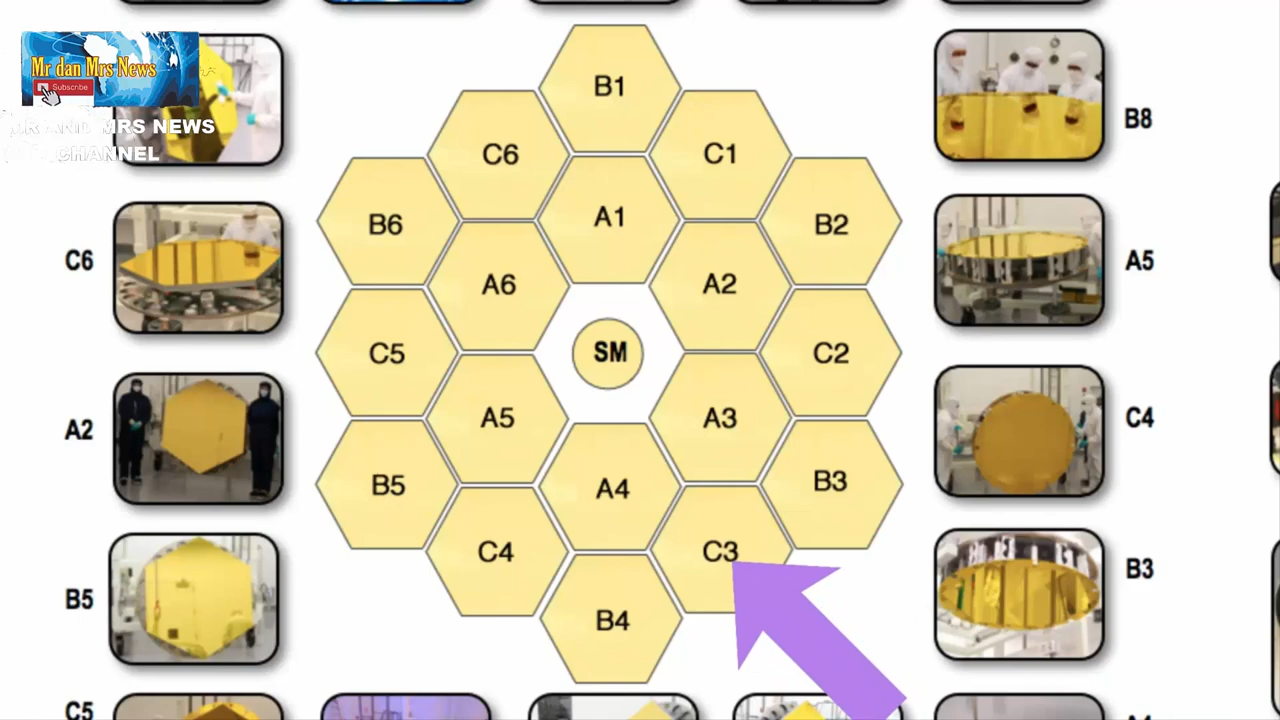 Mr dan Mrs News
Subscribe
MRS NEWS
CHANNEL
B1
C6
C1
B8
B6
A1
B2
C6
A6
A2
A5
C5
SM
C2
A2
A5
A3
C4
B5
A4
B3
C4
C3
B3
B5
B4
C5